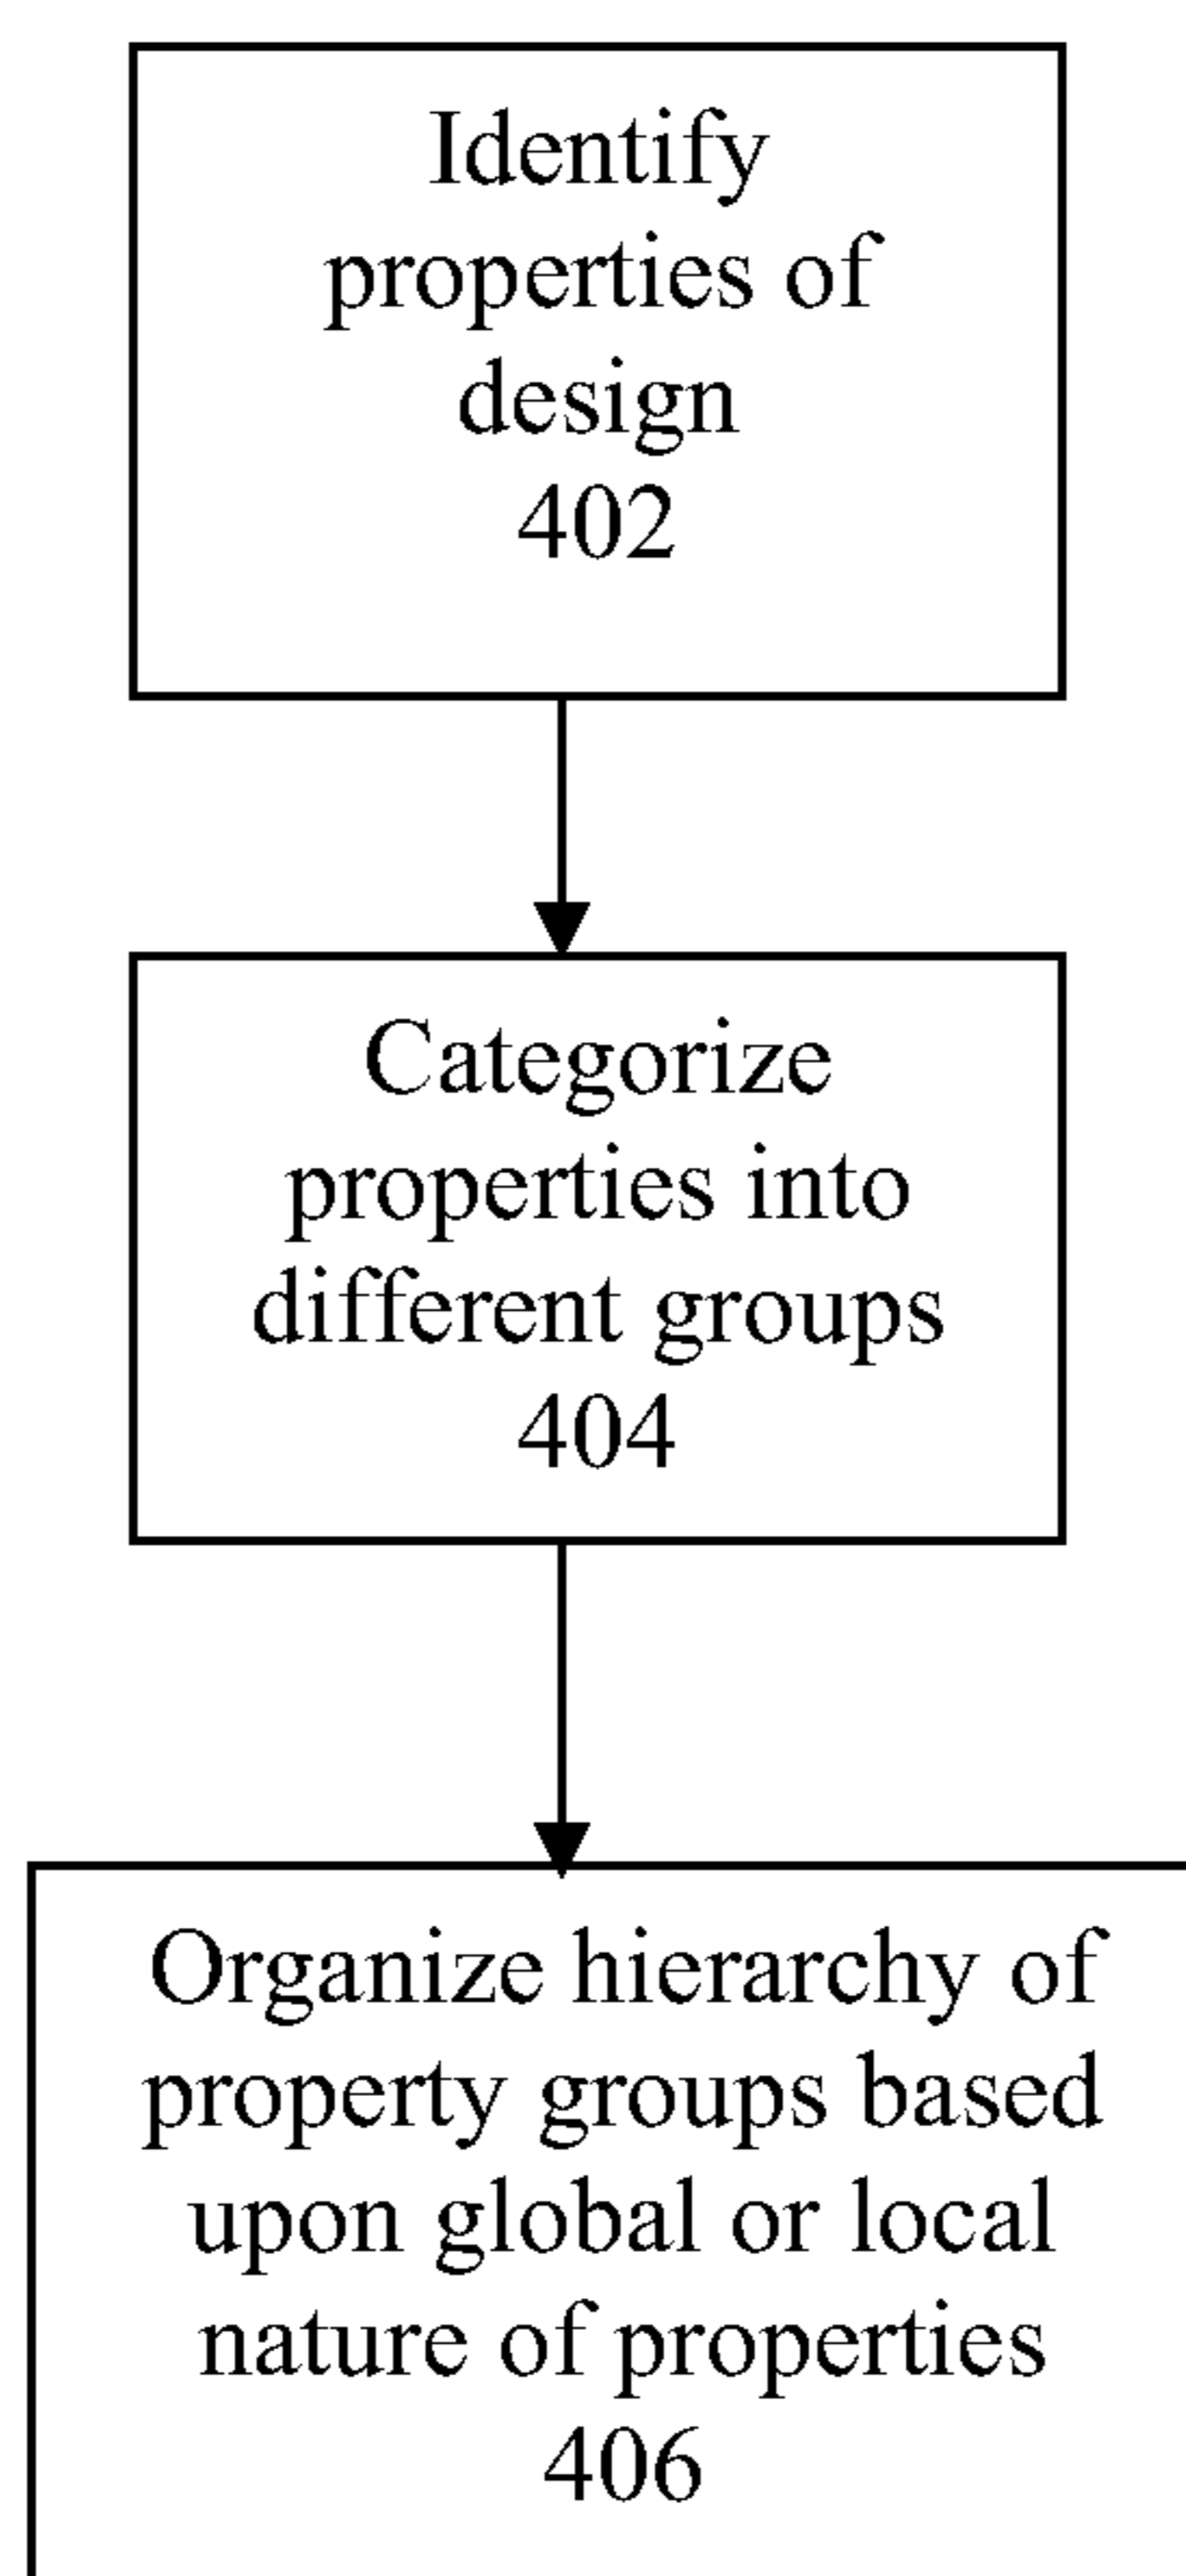 Identify
properties of
design
402
Categorize
properties into
different groups
404
Organize hierarchy of
property groups based
upon global or local
nature of properties
406